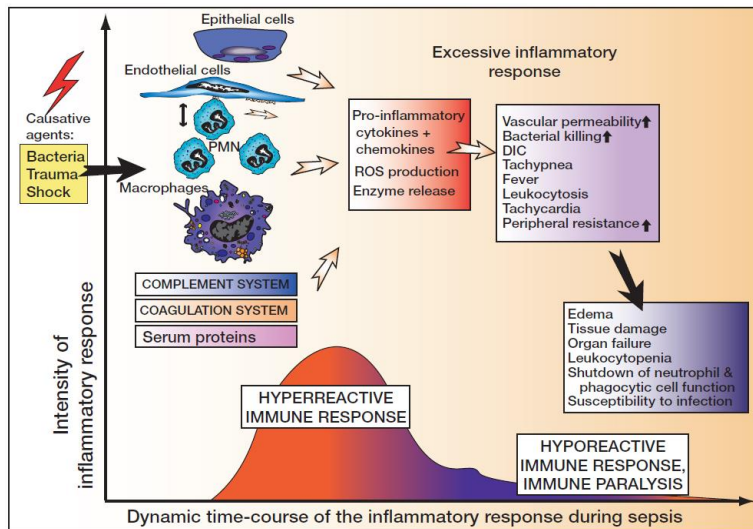 Epithelial cells
Endothelial cells
Excessive inflammatory
response
Causative
agents:
Bacteria
Trauma
Shock
PMN
Macrophages
Pro-inflammatory
cytokines +
chemokines
ROS production
Enzyme release
Vascular permeability⬆
Bacterial killing⬆
DIC
Tachypnea
Fever
Leukocytosis
Tachycardia
Peripheral resistance⬆
COMPLEMENT SYSTEM
COAGULATION SYSTEM
Serum proteins
Edema
Tissue damage
Organ failure
Leukocytopenia
Shutdown of neutrophil &
phagocytic cell function
Susceptibility to infection
Intensity of
inflammatory response
HYPERREACTIVE
IMMUNE RESPONSE
HYPOREACTIVE
IMMUNE RESPONSE,
IMMUNE PARALYSIS
Dynamic time-course of the inflammatory response during sepsis